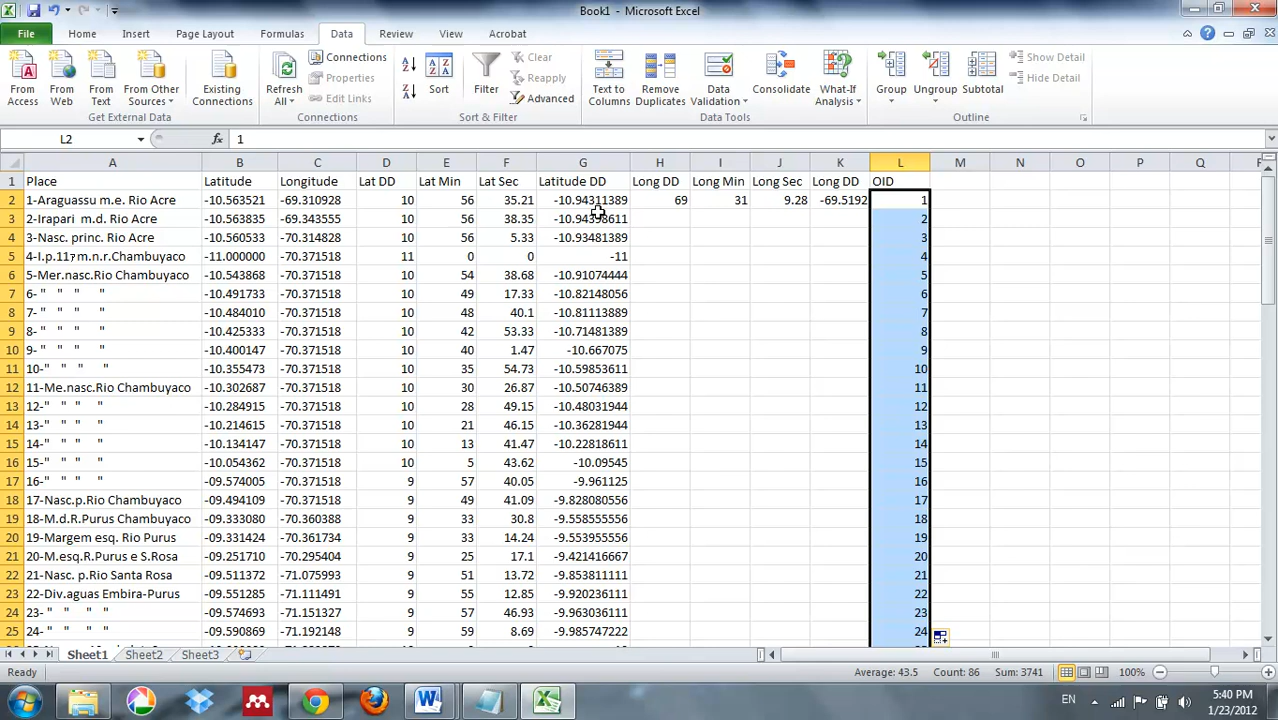 Book1 - Microsoft Excel
File Home Insert Page Layout Formulas Data Review View Acrobat
From Access From Web From Text From Other Sources Existing Connections Refresh All Connections Properties Edit Links Sort Filter Clear Reapply Advanced Text to Columns Remove Duplicates Data Validation Consolidate What-If Analysis Group Ungroup Subtotal Show Detail Hide Detail
Get External Data Connections Sort & Filter Data Tools Outline
L2 fx 1
A B C D E F G H I J K L M N O P Q R
1 Place Latitude Longitude Lat DD Lat Min Lat Sec Latitude DD Long DD Long Min Long Sec Long DD OID
2 1-Araguassu m.e. Rio Acre -10.563521 -69.310928 10 56 35.21 -10.94311389 69 31 9.28 -69.5192 1
3 2-Irapari m.d. Rio Acre -10.563835 -69.343555 10 56 38.35 -10.94398611 2
4 3-Nasc. princ. Rio Acre -10.560533 -70.314828 10 56 5.33 -10.93481389 3
5 4-I.p.117 m.n.r.Chambuyaco -11.000000 -70.371518 11 0 0 -11 4
6 5-Mer.nasc.Rio Chambuyaco -10.543868 -70.371518 10 54 38.68 -10.91074444 5
7 6- " " " " -10.491733 -70.371518 10 49 17.33 -10.82148056 6
8 7- " " " " -10.484010 -70.371518 10 48 40.1 -10.81113889 7
9 8- " " " " -10.425333 -70.371518 10 42 53.33 -10.71481389 8
10 9- " " " " -10.400147 -70.371518 10 40 1.47 -10.667075 9
11 10-" " " " -10.355473 -70.371518 10 35 54.73 -10.59853611 10
12 11-Me.nasc.Rio Chambuyaco -10.302687 -70.371518 10 30 26.87 -10.50746389 11
13 12-" " " " -10.284915 -70.371518 10 28 49.15 -10.48031944 12
14 13-" " " " -10.214615 -70.371518 10 21 46.15 -10.36281944 13
15 14-" " " " -10.134147 -70.371518 10 13 41.47 -10.22818611 14
16 15-" " " " -10.054362 -70.371518 10 5 43.62 -10.09545 15
17 16-" " " " -09.574005 -70.371518 9 57 40.05 -9.961125 16
18 17-Nasc.p.Rio Chambuyaco -09.494109 -70.371518 9 49 41.09 -9.828080556 17
19 18-M.d.R.Purus Chambuyaco -09.333080 -70.360388 9 33 30.8 -9.558555556 18
20 19-Margem esq. Rio Purus -09.331424 -70.361734 9 33 14.24 -9.553955556 19
21 20-M.esq.R.Purus e S.Rosa -09.251710 -70.295404 9 25 17.1 -9.421416667 20
22 21-Nasc. p.Rio Santa Rosa -09.511372 -71.075993 9 51 13.72 -9.853811111 21
23 22-Div.aguas Embira-Purus -09.551285 -71.111491 9 55 12.85 -9.920236111 22
24 23- " " " " -09.574693 -71.151327 9 57 46.93 -9.963036111 23
25 24- " " " " -09.590869 -71.192148 9 59 8.69 -9.985747222 24
Sheet1 Sheet2 Sheet3
Ready Average: 43.5 Count: 86 Sum: 3741 100%
EN 5:40 PM
1/23/2012